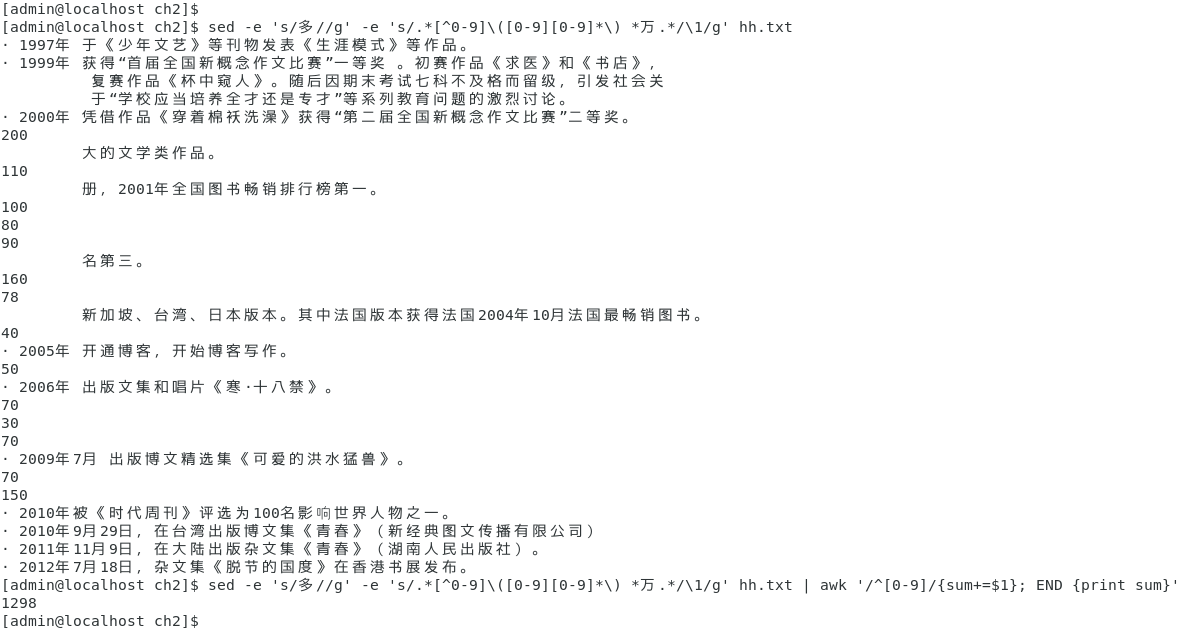 [admin@localhost ch2]$
[admin@localhost ch2]$ sed -e 's/多//g' -e 's/.*[^0-9]\([0-9][0-9]*\) *万.*/\1/g' hh.txt
· 1997年 于《少年文艺》等刊物发表《生涯模式》等作品。
· 1999年 获得“首届全国新概念作文比赛”一等奖 。初赛作品《求医》和《书店》,
复赛作品《杯中窥人》。随后因期末考试七科不及格而留级, 引发社会关
于“学校应当培养全才还是专才”等系列教育问题的激烈讨论。
· 2000年 凭借作品《穿着棉袄洗澡》获得“第二届全国新概念作文比赛”二等奖。
200
大的文学类作品。
110
册, 2001年全国图书畅销排行榜第一。
100
80
90
名第三。
160
78
新加坡、台湾、日本版本。其中法国版本获得法国2004年10月法国最畅销图书。
40
· 2005年 开通博客, 开始博客写作。
50
· 2006年 出版文集和唱片《寒·十八禁》。
70
30
70
· 2009年7月 出版博文精选集《可爱的洪水猛兽》。
70
150
· 2010年被《时代周刊》评选为100名影响世界人物之一。
· 2010年9月29日, 在台湾出版博文集《青春》（新经典图文传播有限公司）
· 2011年11月9日, 在大陆出版杂文集《青春》（湖南人民出版社）。
· 2012年7月18日, 杂文集《脱节的国度》在香港书展发布。
[admin@localhost ch2]$ sed -e 's/多//g' -e 's/.*[^0-9]\([0-9][0-9]*\) *万.*/\1/g' hh.txt | awk '/^[0-9]/{sum+=$1}; END {print sum}'
1298
[admin@localhost ch2]$